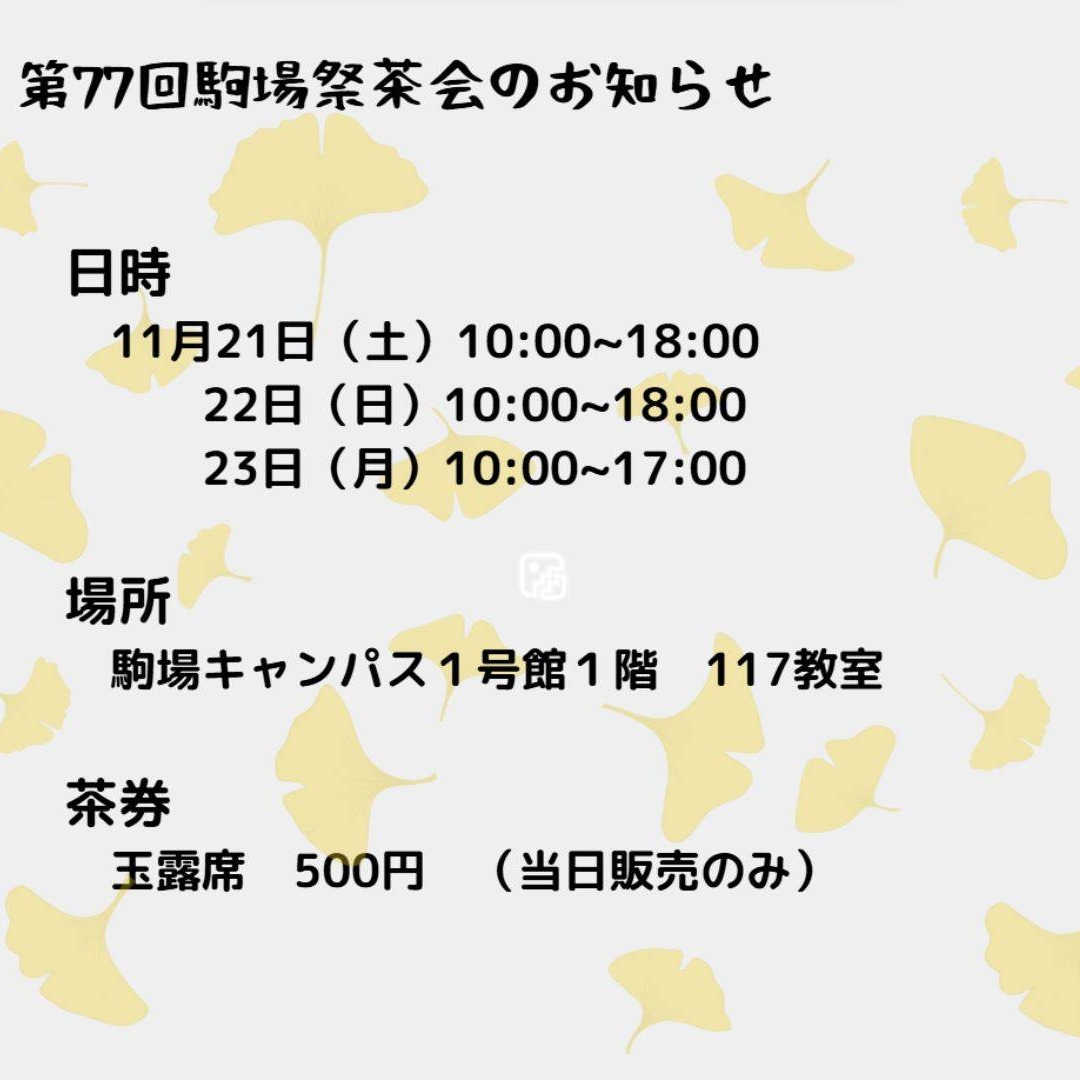 第77回駒場祭茶会のお知らせ
日時
11月21日（土）10:00~18:00
22日（日）10:00~18:00
23日（月）10:00~17:00
場所
駒場キャンパス１号館１階　117教室
茶券
玉露席　500円　（当日販売のみ）